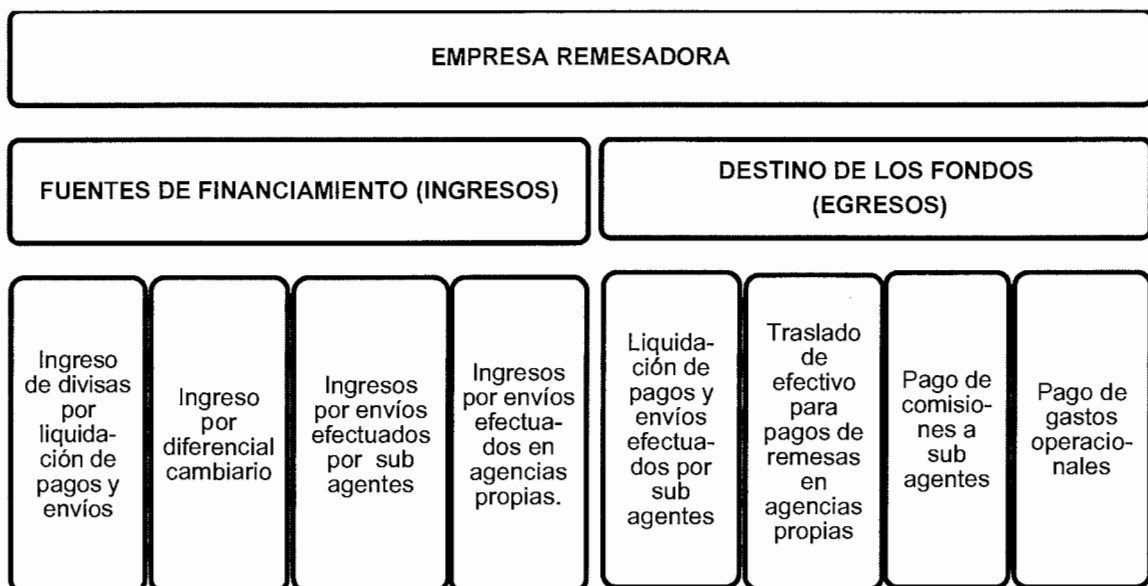 EMPRESA REMESADORA
FUENTES DE FINANCIAMIENTO (INGRESOS)
DESTINO DE LOS FONDOS
(EGRESOS)
Ingreso
de divisas
por
liquida-
ción de
pagos y
envíos
Ingreso
por
diferencial
cambiario
Ingresos
por envíos
efectuados
por sub
agentes
Ingresos
por envíos
efectua-
dos en
agencias
propias.
Liquida-
ción de
pagos y
envíos
efectua-
dos por
sub
agentes
Traslado
de
efectivo
para
pagos de
remesas
en
agencias
propias
Pago de
comisio-
nes a
sub
agentes
Pago de
gastos
operacio-
nales